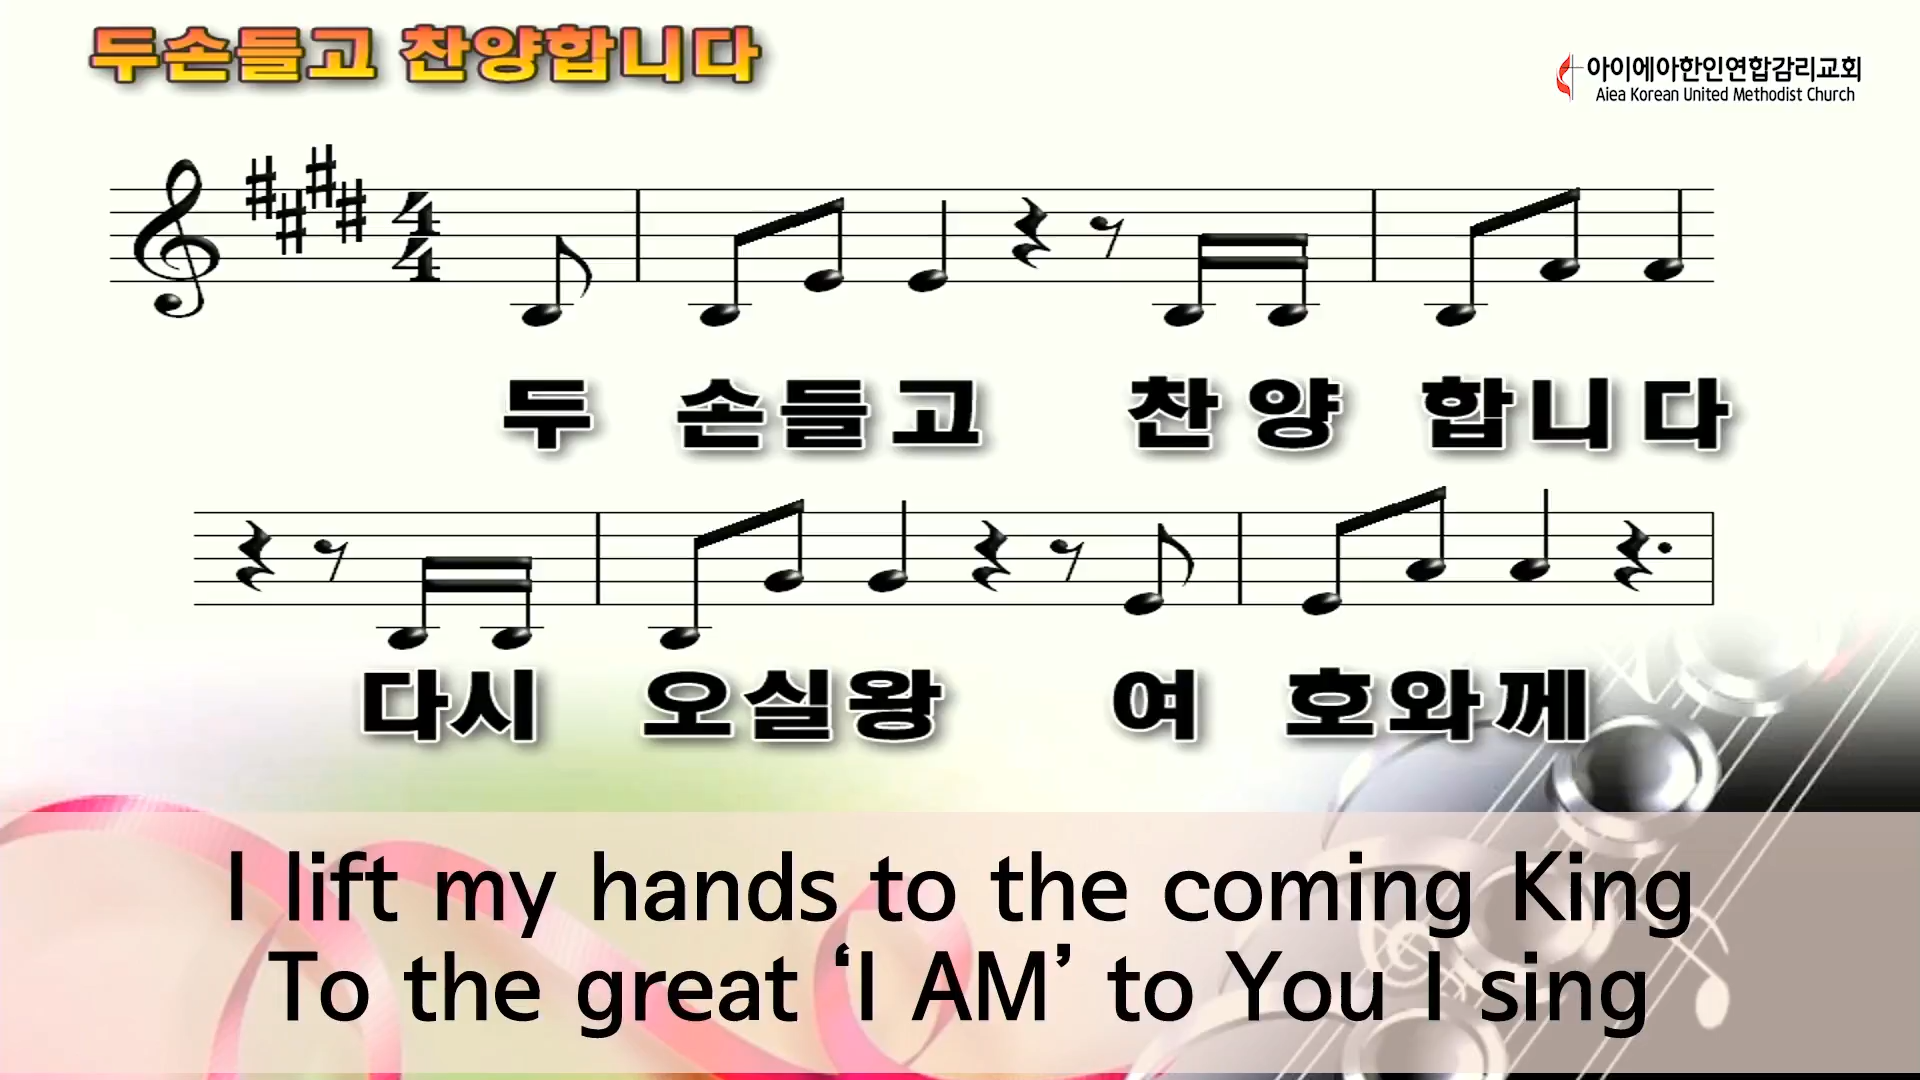 두손들고 찬양합니다
아이에아한인연합감리교회
Aiea Korean United Methodist Church
두 손들고 찬양 합니다
다시 오실왕 여 호와께
I lift my hands to the coming King
To the great ‘I AM’ to You I sing